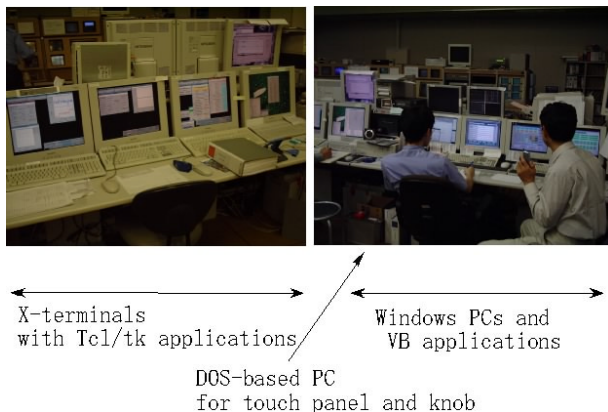 X-terminals
with Tcl/tk applications
Windows PCs and
VB applications
DOS-based PC
for touch panel and knob